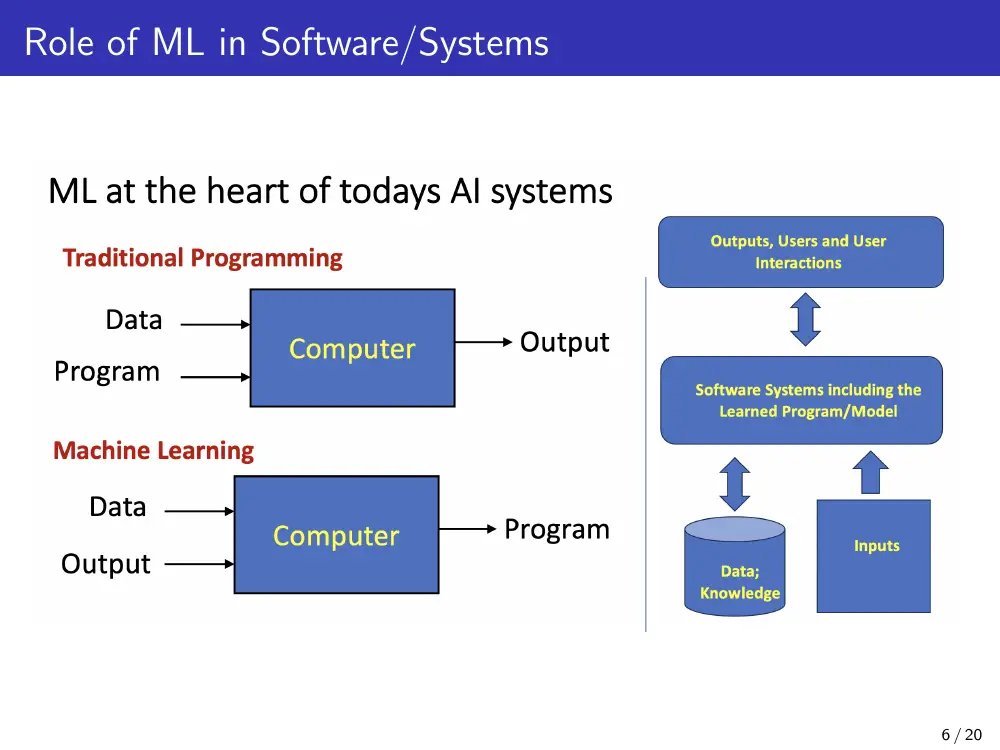 Role of ML in Software/Systems
ML at the heart of todays AI systems
Traditional Programming
Data
Program
Computer
Output
Machine Learning
Data
Output
Computer
Program
Outputs, Users and User
Interactions
Software Systems including the
Learned Program/Model
Data;
Knowledge
Inputs
6 / 20